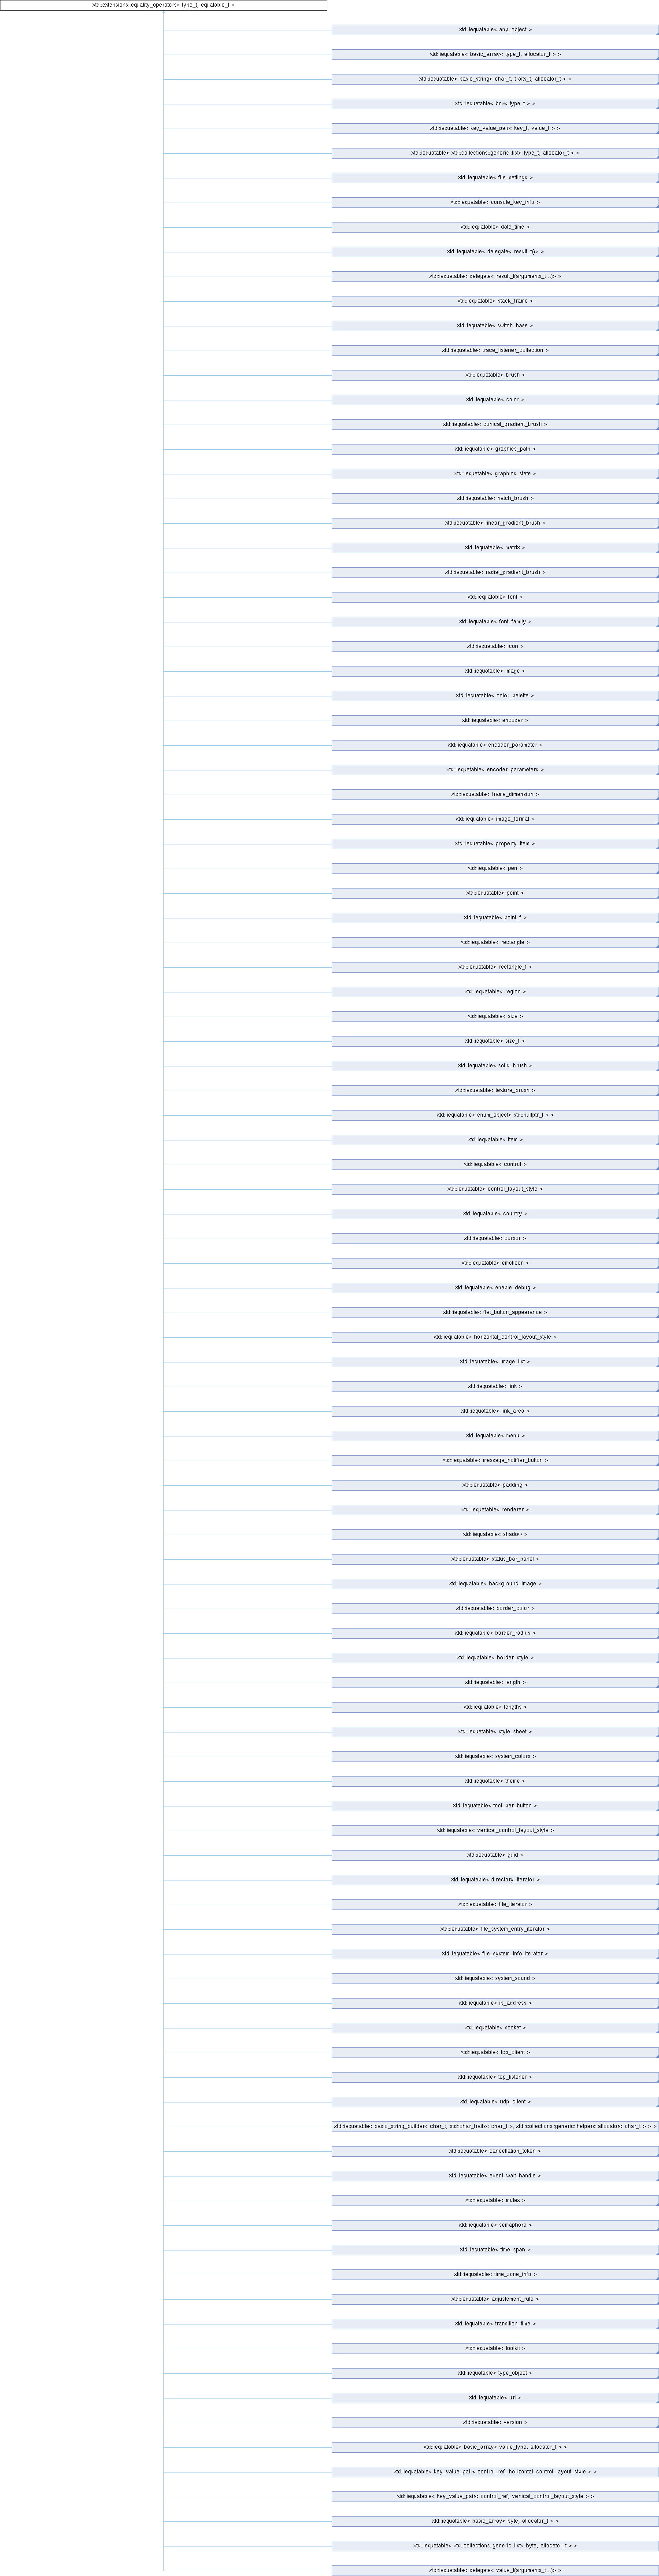 xtd::extensions::equality_operators< type_t, equatable_t >
xtd::iequatable< any_object >
xtd::iequatable< basic_array< type_t, allocator_t > >
xtd::iequatable< basic_string< char_t, traits_t, allocator_t > >
xtd::iequatable< box< type_t > >
xtd::iequatable< key_value_pair< key_t, value_t > >
xtd::iequatable< xtd::collections::generic::list< type_t, allocator_t > >
xtd::iequatable< file_settings >
xtd::iequatable< console_key_info >
xtd::iequatable< date_time >
xtd::iequatable< delegate< result_t()> >
xtd::iequatable< delegate< result_t(arguments_t...)> >
xtd::iequatable< stack_frame >
xtd::iequatable< switch_base >
xtd::iequatable< trace_listener_collection >
xtd::iequatable< brush >
xtd::iequatable< color >
xtd::iequatable< conical_gradient_brush >
xtd::iequatable< graphics_path >
xtd::iequatable< graphics_state >
xtd::iequatable< hatch_brush >
xtd::iequatable< linear_gradient_brush >
xtd::iequatable< matrix >
xtd::iequatable< radial_gradient_brush >
xtd::iequatable< font >
xtd::iequatable< font_family >
xtd::iequatable< icon >
xtd::iequatable< image >
xtd::iequatable< color_palette >
xtd::iequatable< encoder >
xtd::iequatable< encoder_parameter >
xtd::iequatable< encoder_parameters >
xtd::iequatable< frame_dimension >
xtd::iequatable< image_format >
xtd::iequatable< property_item >
xtd::iequatable< pen >
xtd::iequatable< point >
xtd::iequatable< point_f >
xtd::iequatable< rectangle >
xtd::iequatable< rectangle_f >
xtd::iequatable< region >
xtd::iequatable< size >
xtd::iequatable< size_f >
xtd::iequatable< solid_brush >
xtd::iequatable< texture_brush >
xtd::iequatable< enum_object< std::nullptr_t > >
xtd::iequatable< item >
xtd::iequatable< control >
xtd::iequatable< control_layout_style >
xtd::iequatable< country >
xtd::iequatable< cursor >
xtd::iequatable< emoticon >
xtd::iequatable< enable_debug >
xtd::iequatable< flat_button_appearance >
xtd::iequatable< horizontal_control_layout_style >
xtd::iequatable< image_list >
xtd::iequatable< link >
xtd::iequatable< link_area >
xtd::iequatable< menu >
xtd::iequatable< message_notifier_button >
xtd::iequatable< padding >
xtd::iequatable< renderer >
xtd::iequatable< shadow >
xtd::iequatable< status_bar_panel >
xtd::iequatable< background_image >
xtd::iequatable< border_color >
xtd::iequatable< border_radius >
xtd::iequatable< border_style >
xtd::iequatable< length >
xtd::iequatable< lengths >
xtd::iequatable< style_sheet >
xtd::iequatable< system_colors >
xtd::iequatable< theme >
xtd::iequatable< tool_bar_button >
xtd::iequatable< vertical_control_layout_style >
xtd::iequatable< guid >
xtd::iequatable< directory_iterator >
xtd::iequatable< file_iterator >
xtd::iequatable< file_system_entry_iterator >
xtd::iequatable< file_system_info_iterator >
xtd::iequatable< system_sound >
xtd::iequatable< ip_address >
xtd::iequatable< socket >
xtd::iequatable< tcp_client >
xtd::iequatable< tcp_listener >
xtd::iequatable< udp_client >
xtd::iequatable< basic_string_builder< char_t, std::char_traits< char_t >, xtd::collections::generic::helpers::allocator< char_t > > >
xtd::iequatable< cancellation_token >
xtd::iequatable< event_wait_handle >
xtd::iequatable< mutex >
xtd::iequatable< semaphore >
xtd::iequatable< time_span >
xtd::iequatable< time_zone_info >
xtd::iequatable< adjustement_rule >
xtd::iequatable< transition_time >
xtd::iequatable< toolkit >
xtd::iequatable< type_object >
xtd::iequatable< uri >
xtd::iequatable< version >
xtd::iequatable< basic_array< value_type, allocator_t > >
xtd::iequatable< key_value_pair< control_ref, horizontal_control_layout_style > >
xtd::iequatable< key_value_pair< control_ref, vertical_control_layout_style > >
xtd::iequatable< basic_array< byte, allocator_t > >
xtd::iequatable< xtd::collections::generic::list< byte, allocator_t > >
xtd::iequatable< delegate< value_t(arguments_t...)> >